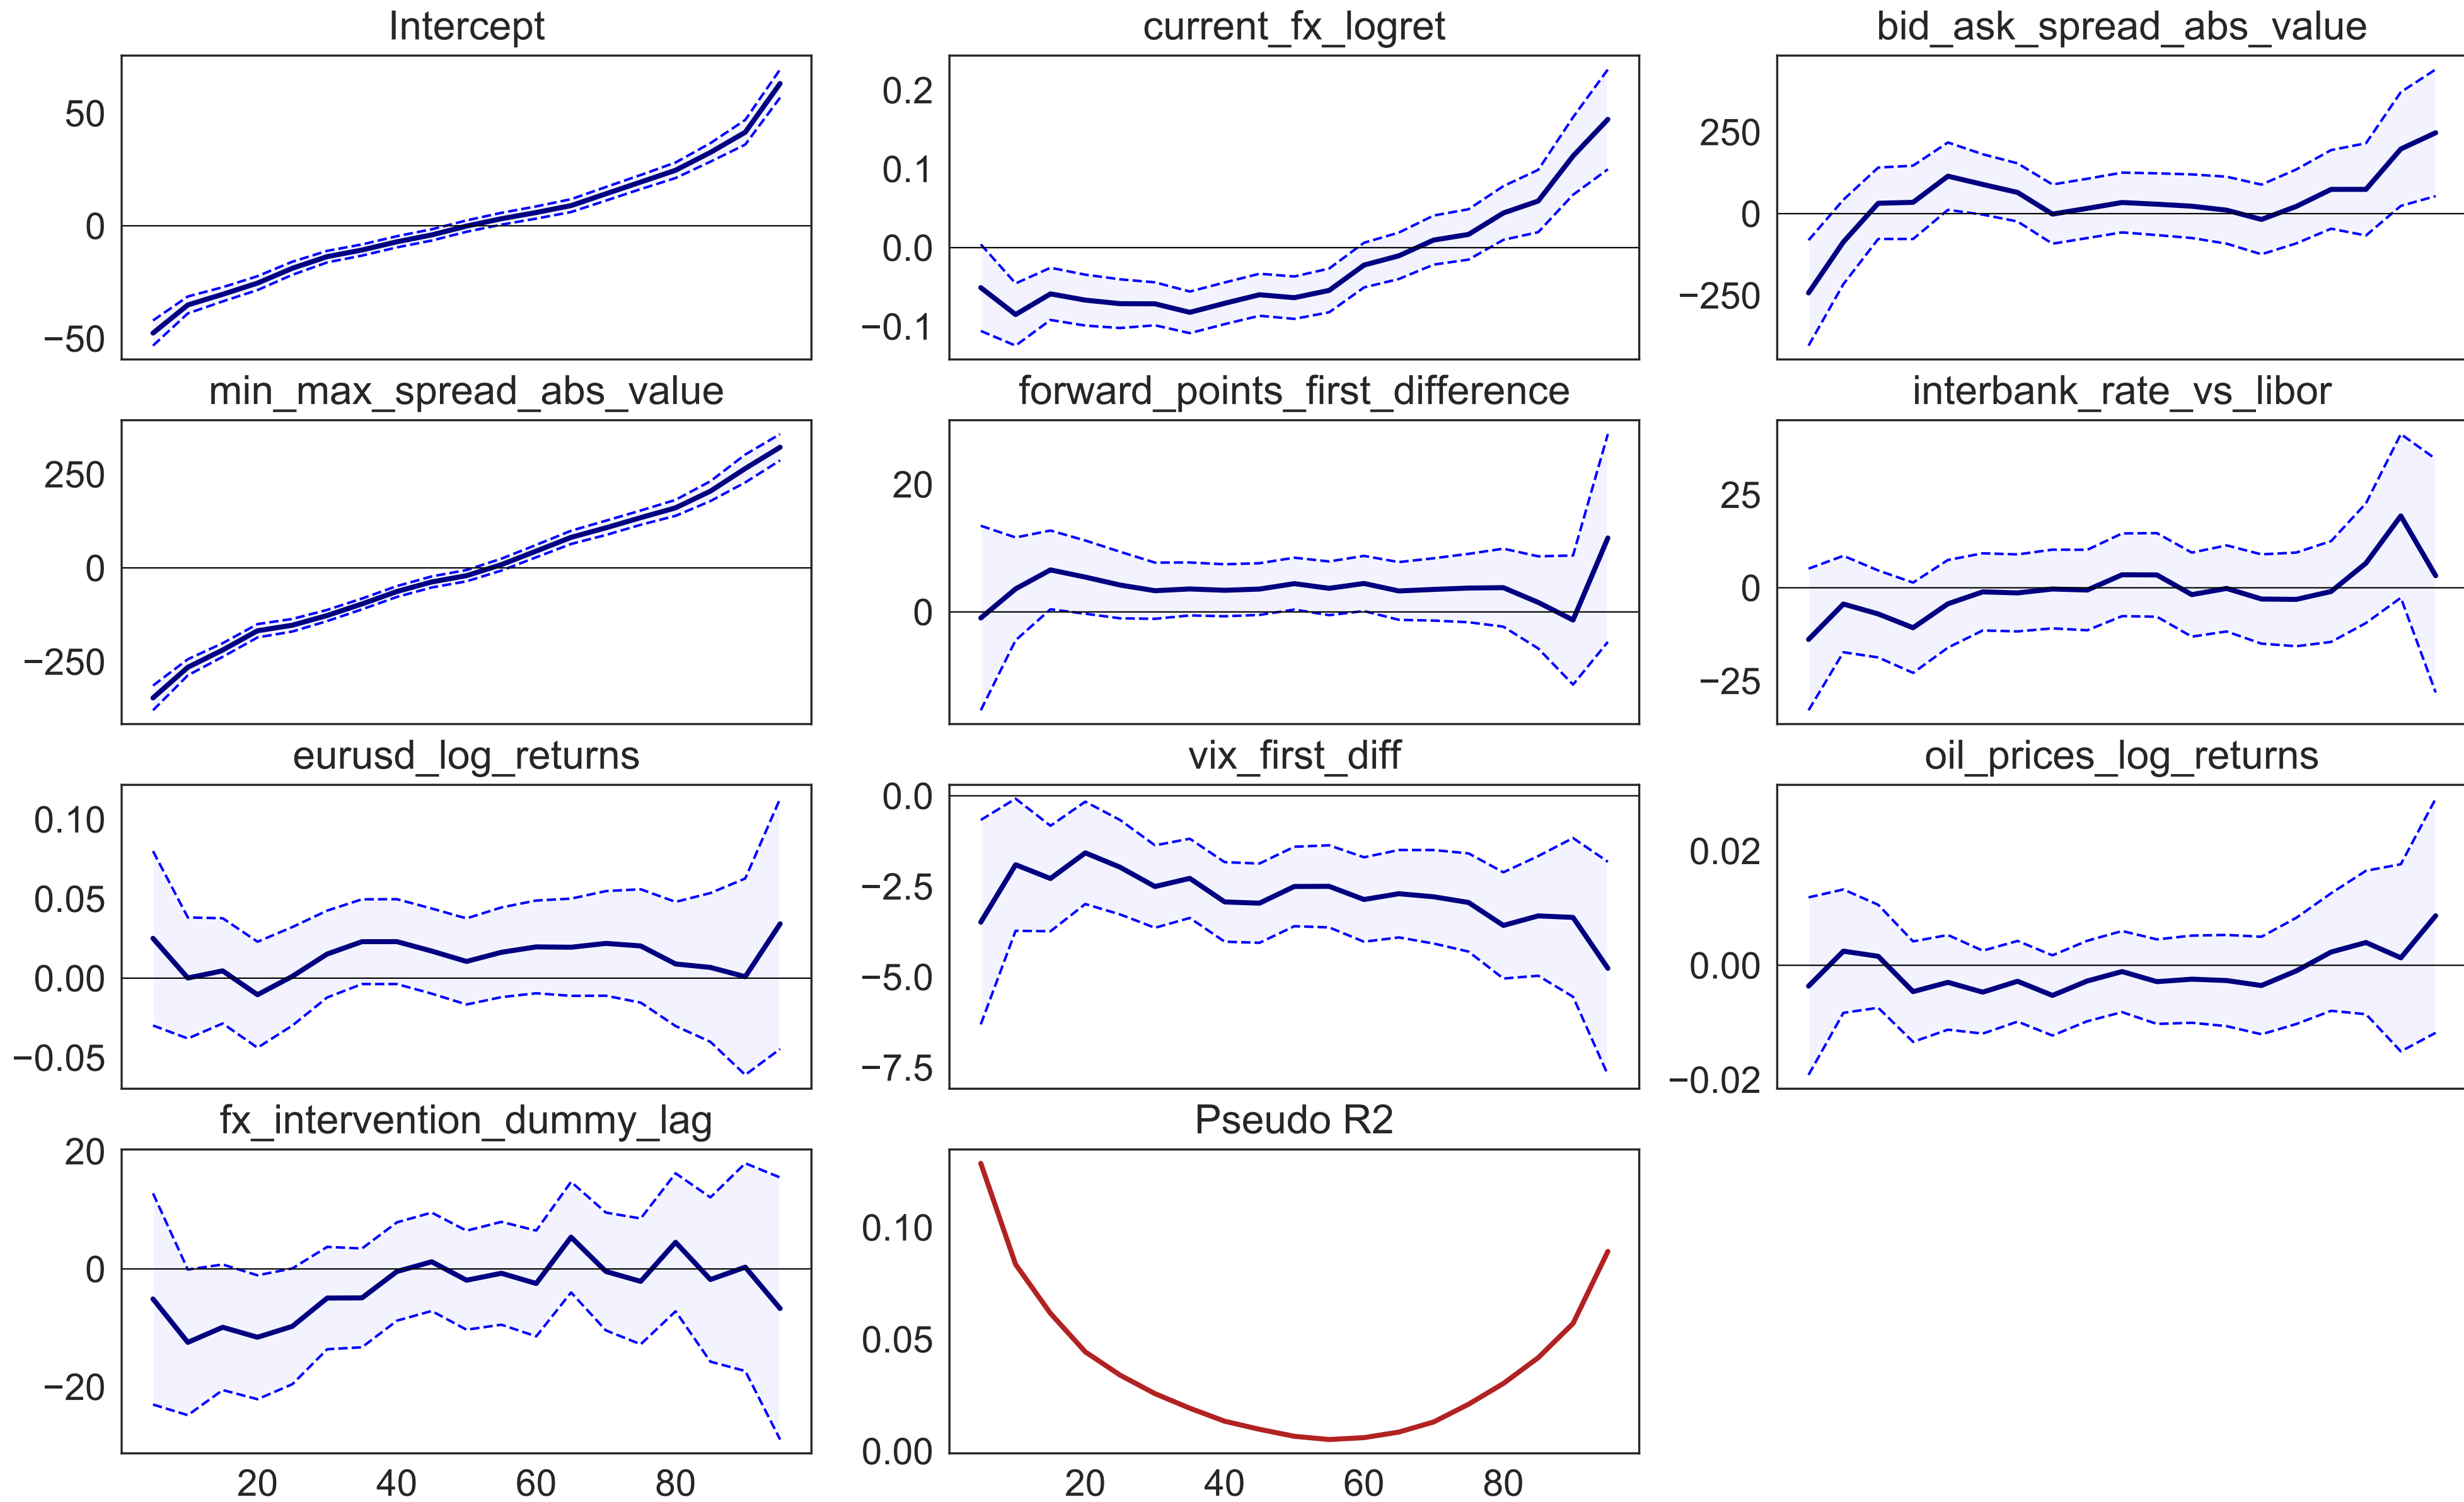 Intercept
current_fx_logret
bid_ask_spread_abs_value
50
0
−50
0.2
0.1
0.0
−0.1
250
0
−250
min_max_spread_abs_value
forward_points_first_difference
interbank_rate_vs_libor
250
0
−250
20
0
25
0
−25
eurusd_log_returns
vix_first_diff
oil_prices_log_returns
0.10
0.05
0.00
−0.05
0.0
−2.5
−5.0
−7.5
0.02
0.00
−0.02
fx_intervention_dummy_lag
Pseudo R2
20
0
−20
0.10
0.05
0.00
20 40 60 80
20 40 60 80